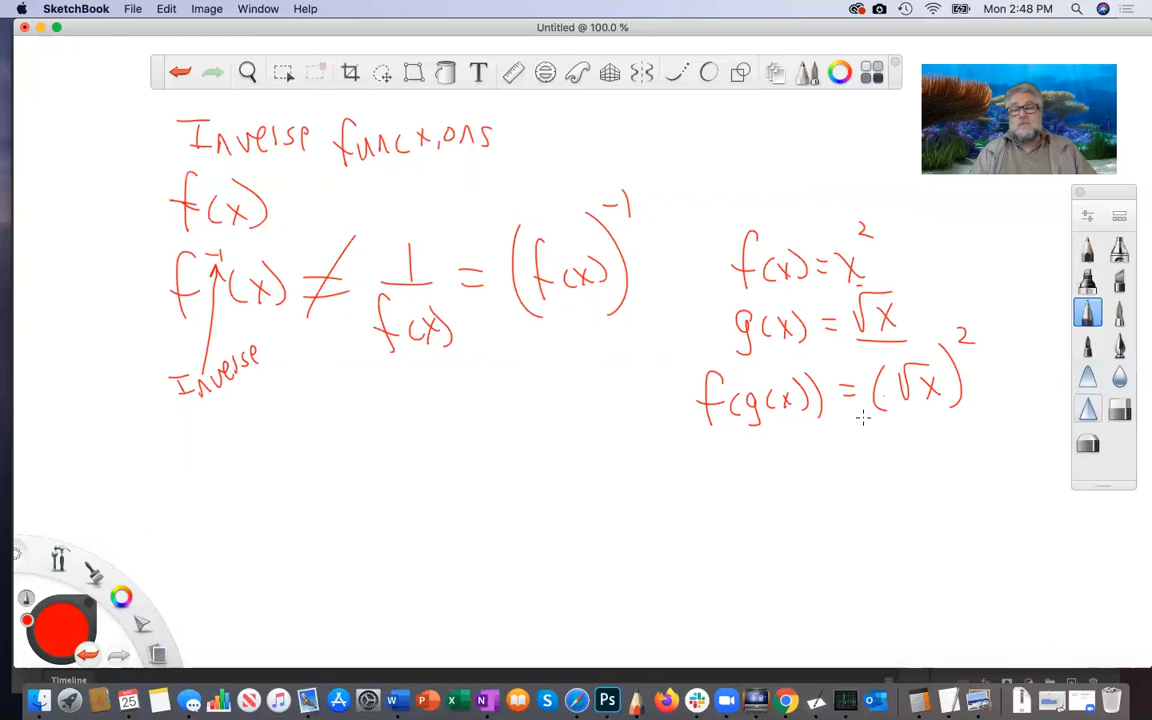 SketchBook File Edit Image Window Help Mon 2:48 PM
Untitled @ 100.0 %
Inverse functions
f(x)
f⁻¹(x) ≠ 1/f(x) = (f(x))⁻¹
Inverse
f(x) = x²
g(x) = √x
f(g(x)) = (√x)²
Timeline